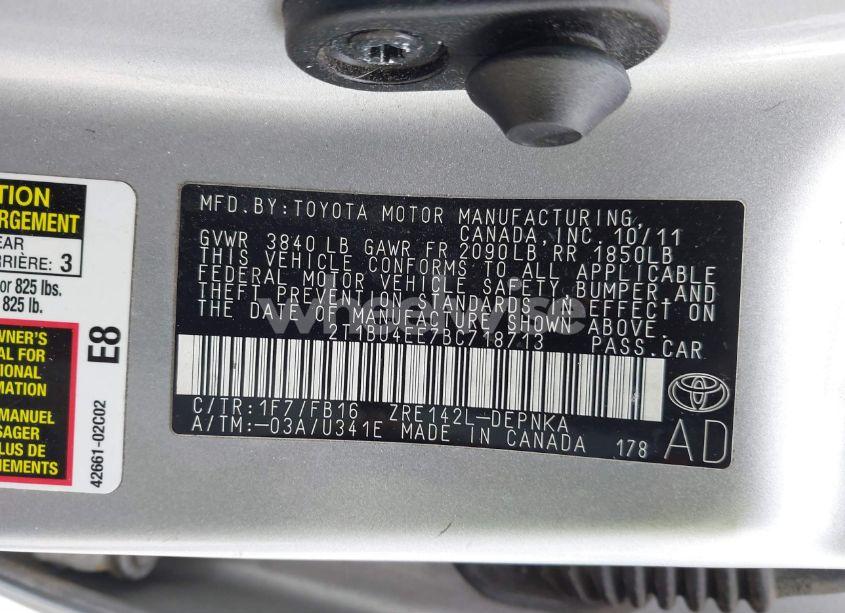 TION
RGEMENT
EAR
RRIÈRE: 3
or 825 lbs.
825 lb.
WNER'S
AL FOR
TIONAL
MATION
MANUEL
SAGER
LUS DE
NEMENTS
E8
42661-02C02
MFD.BY:TOYOTA MOTOR MANUFACTURING,
CANADA,INC. 10/11
GVWR 3840 LB GAWR FR 2090LB RR 1850LB
THIS VEHICLE CONFORMS TO ALL APPLICABLE
FEDERAL MOTOR VEHICLE SAFETY,BUMPER,AND
THEFT PREVENTION STANDARDS IN EFFECT ON
THE DATE OF MANUFACTURE SHOWN ABOVE.
2T1BU4EE7BC718713 PASS.CAR
C/TR:1F7/FB16 ZRE142L-DEPNKA
A/TM:-03A/U341E MADE IN CANADA 178
AD